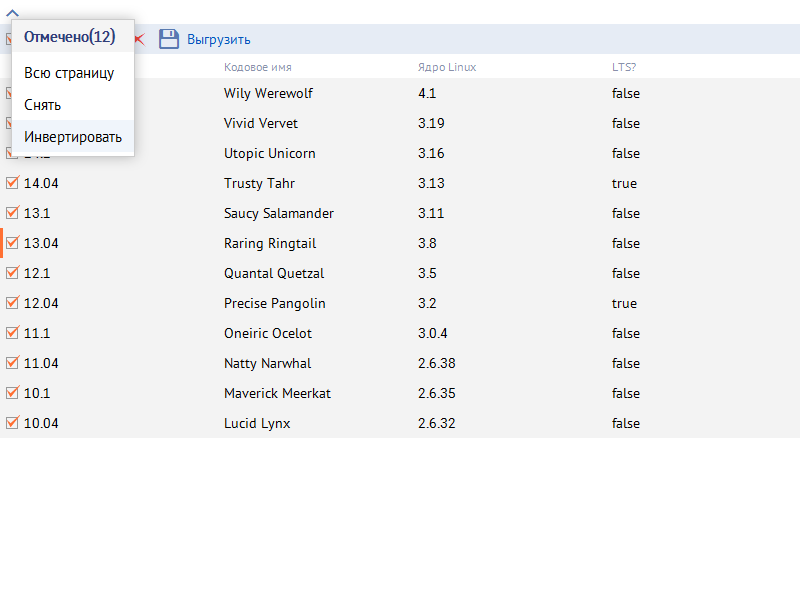 Отмечено(12)
Выгрузить
Всю страницу
Снять
Инвертировать
Кодовое имя Ядро Linux LTS?
Wily Werewolf 4.1 false
Vivid Vervet 3.19 false
Utopic Unicorn 3.16 false
14.04 Trusty Tahr 3.13 true
13.1 Saucy Salamander 3.11 false
13.04 Raring Ringtail 3.8 false
12.1 Quantal Quetzal 3.5 false
12.04 Precise Pangolin 3.2 true
11.1 Oneiric Ocelot 3.0.4 false
11.04 Natty Narwhal 2.6.38 false
10.1 Maverick Meerkat 2.6.35 false
10.04 Lucid Lynx 2.6.32 false